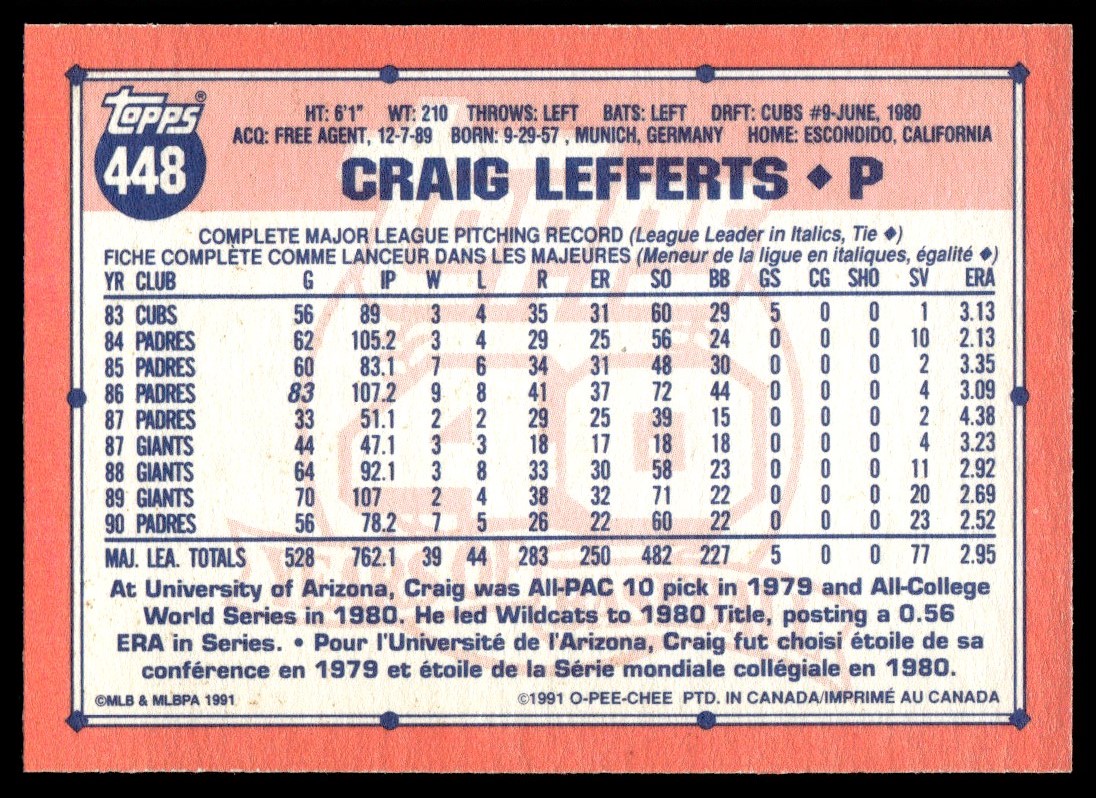 topps®
448
HT: 6'1" WT: 210 THROWS: LEFT BATS: LEFT DRFT: CUBS #9-JUNE, 1980
ACQ: FREE AGENT, 12-7-89 BORN: 9-29-57 , MUNICH, GERMANY HOME: ESCONDIDO, CALIFORNIA
CRAIG LEFFERTS ◆ P
COMPLETE MAJOR LEAGUE PITCHING RECORD (League Leader in Italics, Tie ◆)
FICHE COMPLÈTE COMME LANCEUR DANS LES MAJEURES (Meneur de la ligue en italiques, égalité ◆)
YR CLUB G IP W L R ER SO BB GS CG SHO SV ERA
83 CUBS 56 89 3 4 35 31 60 29 5 0 0 1 3.13
84 PADRES 62 105.2 3 4 29 25 56 24 0 0 0 10 2.13
85 PADRES 60 83.1 7 6 34 31 48 30 0 0 0 2 3.35
86 PADRES 83 107.2 9 8 41 37 72 44 0 0 0 4 3.09
87 PADRES 33 51.1 2 2 29 25 39 15 0 0 0 2 4.38
87 GIANTS 44 47.1 3 3 18 17 18 18 0 0 0 4 3.23
88 GIANTS 64 92.1 3 8 33 30 58 23 0 0 0 11 2.92
89 GIANTS 70 107 2 4 38 32 71 22 0 0 0 20 2.69
90 PADRES 56 78.2 7 5 26 22 60 22 0 0 0 23 2.52
MAJ. LEA. TOTALS 528 762.1 39 44 283 250 482 227 5 0 0 77 2.95
At University of Arizona, Craig was All-PAC 10 pick in 1979 and All-College
World Series in 1980. He led Wildcats to 1980 Title, posting a 0.56
ERA in Series. • Pour l'Université de l'Arizona, Craig fut choisi étoile de sa
conférence en 1979 et étoile de la Série mondiale collégiale en 1980.
©MLB & MLBPA 1991 ©1991 O-PEE-CHEE PTD. IN CANADA/IMPRIMÉ AU CANADA